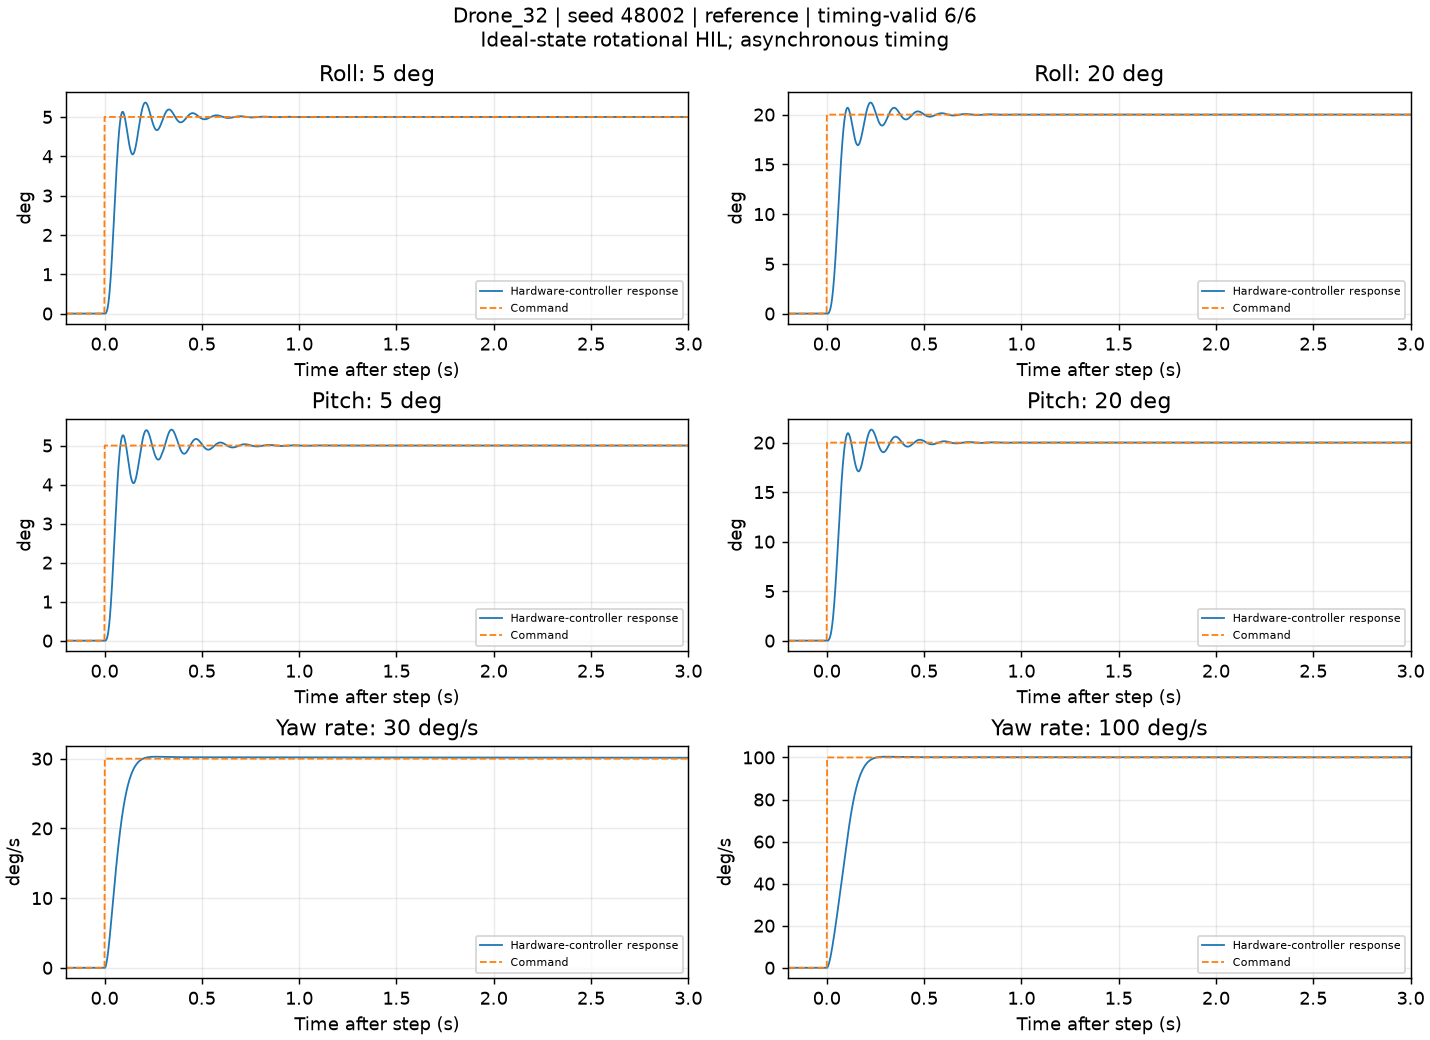 Drone_32 | seed 48002 | reference | timing-valid 6/6
Ideal-state rotational HIL; asynchronous timing
Roll: 5 deg
5
4
3
2
1
0
deg
Hardware-controller response
Command
0.0 0.5 1.0 1.5 2.0 2.5 3.0
Time after step (s)
Roll: 20 deg
20
15
10
5
0
deg
Hardware-controller response
Command
0.0 0.5 1.0 1.5 2.0 2.5 3.0
Time after step (s)
Pitch: 5 deg
5
4
3
2
1
0
deg
Hardware-controller response
Command
0.0 0.5 1.0 1.5 2.0 2.5 3.0
Time after step (s)
Pitch: 20 deg
20
15
10
5
0
deg
Hardware-controller response
Command
0.0 0.5 1.0 1.5 2.0 2.5 3.0
Time after step (s)
Yaw rate: 30 deg/s
30
20
10
0
deg/s
Hardware-controller response
Command
0.0 0.5 1.0 1.5 2.0 2.5 3.0
Time after step (s)
Yaw rate: 100 deg/s
100
80
60
40
20
0
deg/s
Hardware-controller response
Command
0.0 0.5 1.0 1.5 2.0 2.5 3.0
Time after step (s)